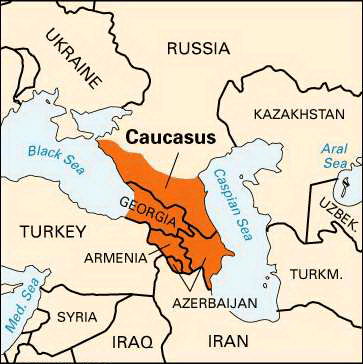 UKRAINE
RUSSIA
KAZAKHSTAN
Caucasus
Black Sea
Aral
Sea
Caspian Sea
UZBEK.
GEORGIA
TURKEY
ARMENIA
TURKM.
AZERBAIJAN
Med. Sea
SYRIA
IRAQ
IRAN